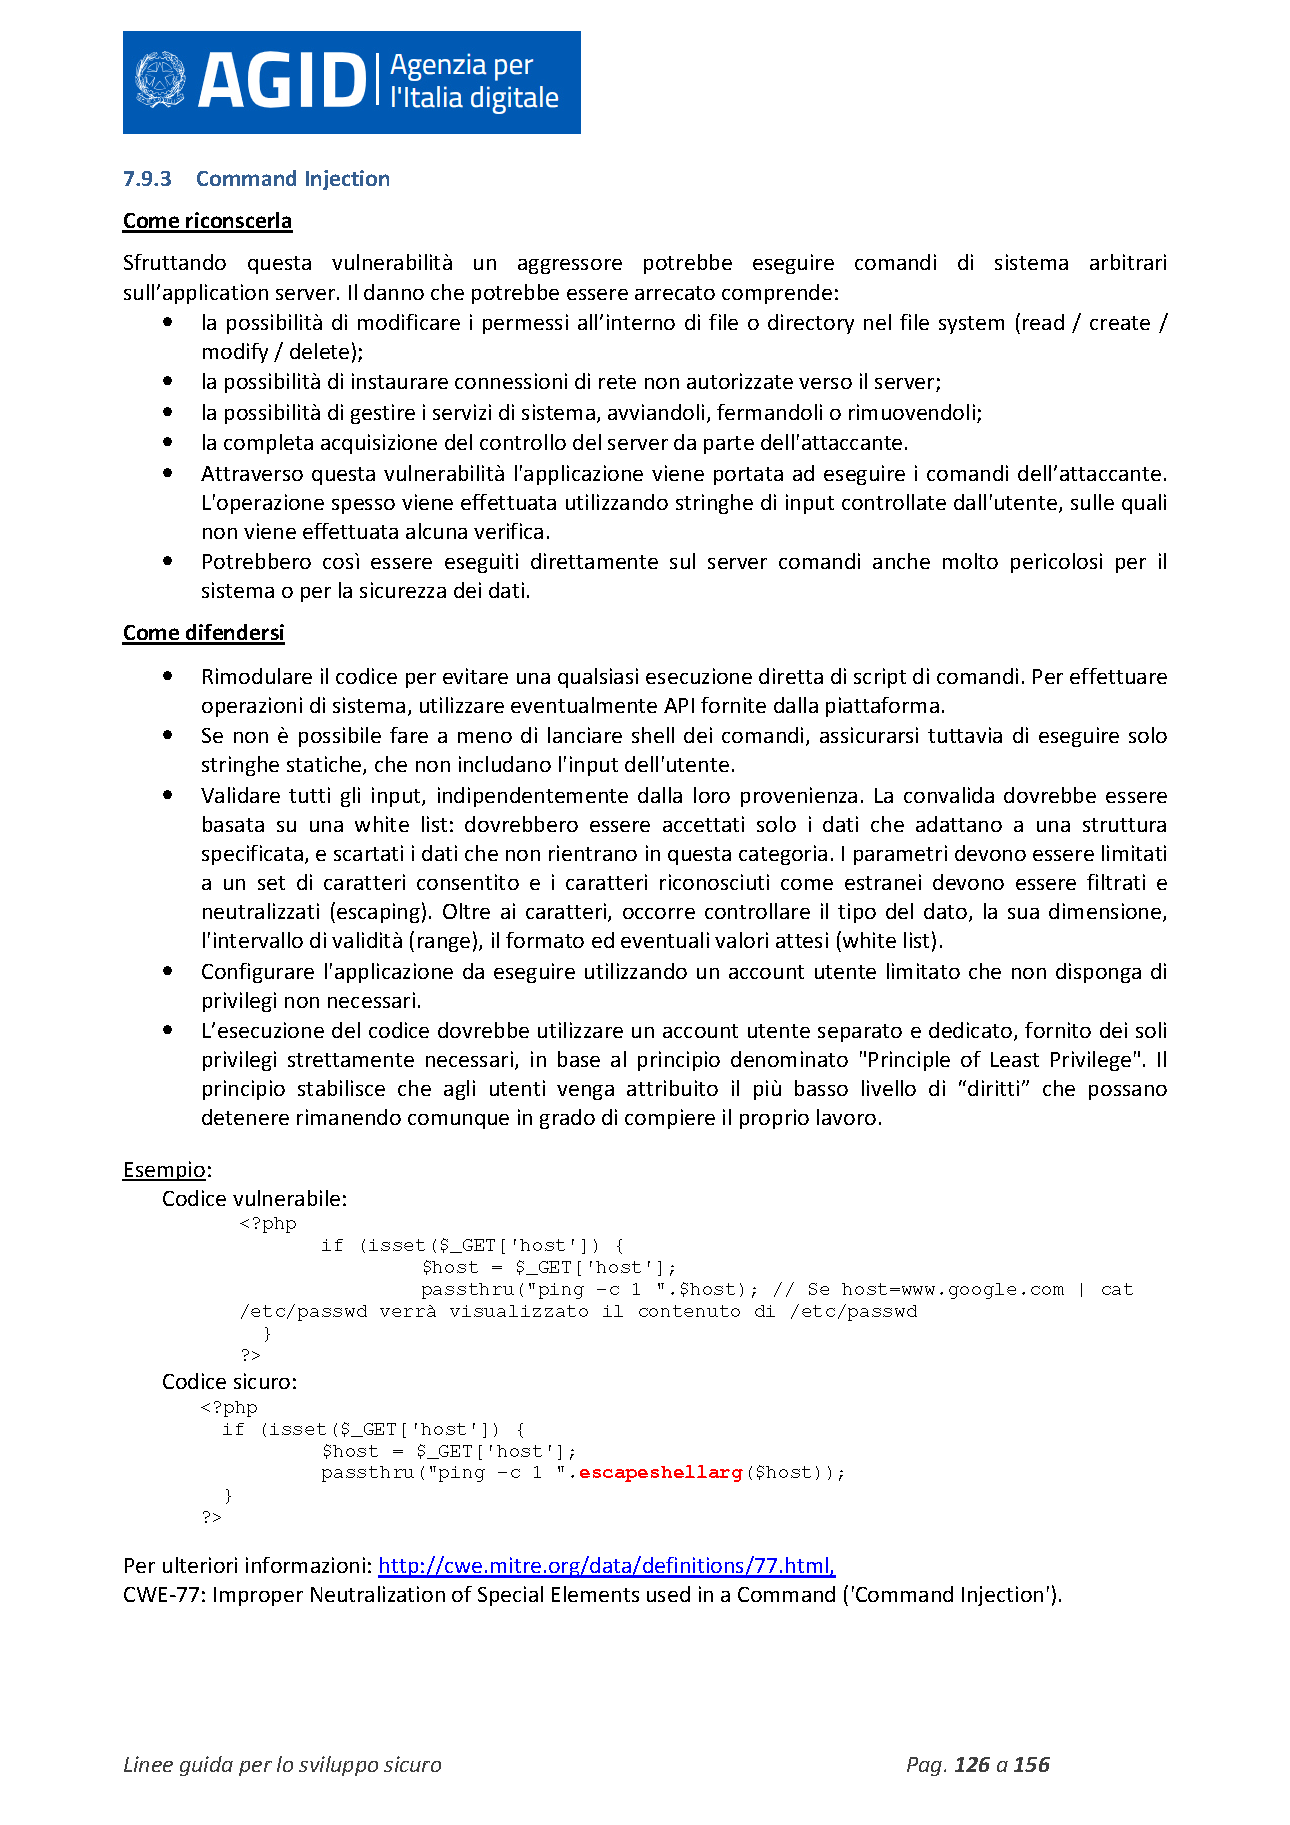 AGID Agenzia per
l'Italia digitale
7.9.3 Command Injection
Come riconscerla
Sfruttando questa vulnerabilità un aggressore potrebbe eseguire comandi di sistema arbitrari
sull’application server. Il danno che potrebbe essere arrecato comprende:
• la possibilità di modificare i permessi all’interno di file o directory nel file system (read / create /
modify / delete);
• la possibilità di instaurare connessioni di rete non autorizzate verso il server;
• la possibilità di gestire i servizi di sistema, avviandoli, fermandoli o rimuovendoli;
• la completa acquisizione del controllo del server da parte dell'attaccante.
• Attraverso questa vulnerabilità l'applicazione viene portata ad eseguire i comandi dell’attaccante.
L'operazione spesso viene effettuata utilizzando stringhe di input controllate dall'utente, sulle quali
non viene effettuata alcuna verifica.
• Potrebbero così essere eseguiti direttamente sul server comandi anche molto pericolosi per il
sistema o per la sicurezza dei dati.
Come difendersi
• Rimodulare il codice per evitare una qualsiasi esecuzione diretta di script di comandi. Per effettuare
operazioni di sistema, utilizzare eventualmente API fornite dalla piattaforma.
• Se non è possibile fare a meno di lanciare shell dei comandi, assicurarsi tuttavia di eseguire solo
stringhe statiche, che non includano l'input dell'utente.
• Validare tutti gli input, indipendentemente dalla loro provenienza. La convalida dovrebbe essere
basata su una white list: dovrebbero essere accettati solo i dati che adattano a una struttura
specificata, e scartati i dati che non rientrano in questa categoria. I parametri devono essere limitati
a un set di caratteri consentito e i caratteri riconosciuti come estranei devono essere filtrati e
neutralizzati (escaping). Oltre ai caratteri, occorre controllare il tipo del dato, la sua dimensione,
l'intervallo di validità (range), il formato ed eventuali valori attesi (white list).
• Configurare l'applicazione da eseguire utilizzando un account utente limitato che non disponga di
privilegi non necessari.
• L’esecuzione del codice dovrebbe utilizzare un account utente separato e dedicato, fornito dei soli
privilegi strettamente necessari, in base al principio denominato "Principle of Least Privilege". Il
principio stabilisce che agli utenti venga attribuito il più basso livello di “diritti” che possano
detenere rimanendo comunque in grado di compiere il proprio lavoro.
Esempio:
Codice vulnerabile:
<?php
if (isset($_GET['host']) {
$host = $_GET['host'];
passthru("ping –c 1 ".$host); // Se host=www.google.com | cat
/etc/passwd verrà visualizzato il contenuto di /etc/passwd
}
?>
Codice sicuro:
<?php
if (isset($_GET['host']) {
$host = $_GET['host'];
passthru("ping –c 1 ".escapeshellarg($host));
}
?>
Per ulteriori informazioni: http://cwe.mitre.org/data/definitions/77.html,
CWE-77: Improper Neutralization of Special Elements used in a Command ('Command Injection').
Linee guida per lo sviluppo sicuro Pag. 126 a 156